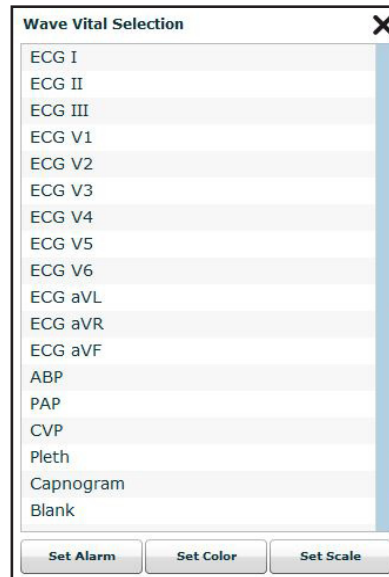 Wave Vital Selection
ECG I
ECG II
ECG III
ECG V1
ECG V2
ECG V3
ECG V4
ECG V5
ECG V6
ECG aVL
ECG aVR
ECG aVF
ABP
PAP
CVP
Pleth
Capnogram
Blank
Set Alarm Set Color Set Scale